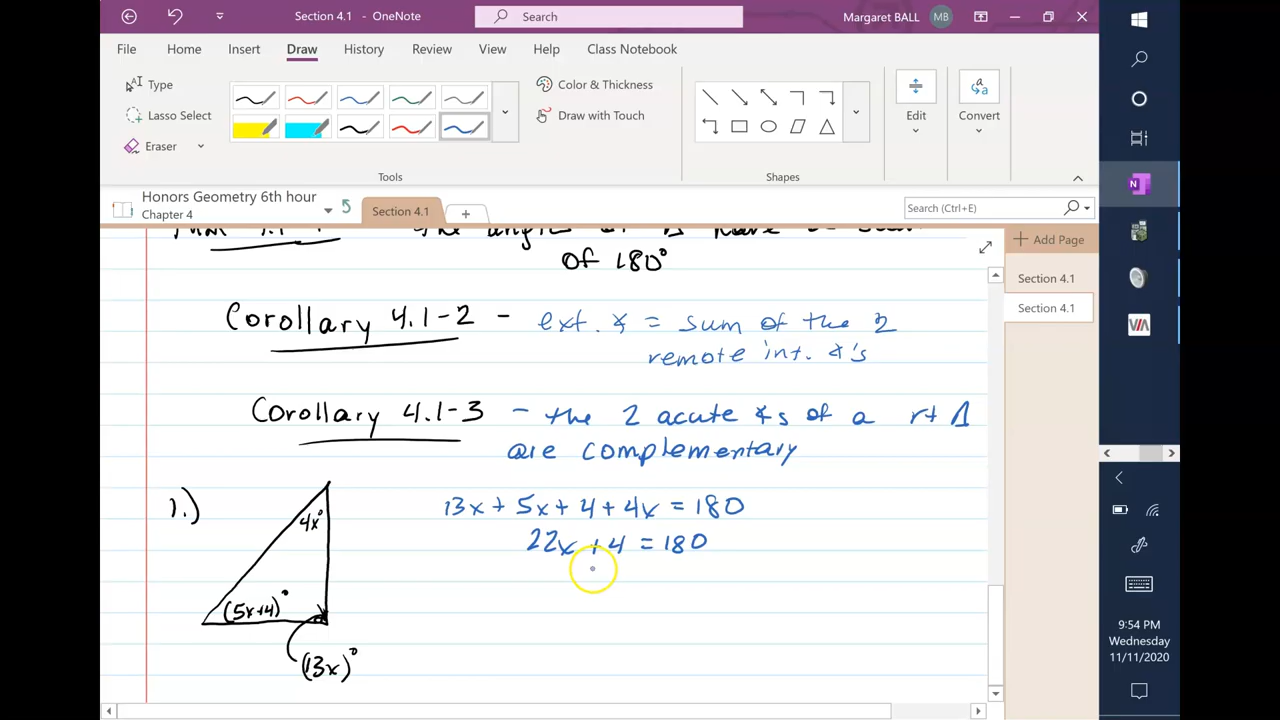 Section 4.1 - OneNote
Search
Margaret BALL MB
File Home Insert Draw History Review View Help Class Notebook
Type
Lasso Select
Eraser
Color & Thickness
Draw with Touch
Edit
Convert
Tools
Shapes
Honors Geometry 6th hour
Chapter 4
Section 4.1
Search (Ctrl+E)
Add Page
Section 4.1
Section 4.1
of 180°
Corollary 4.1-2 - ext. ∡ = sum of the 2
remote int. ∡'s
Corollary 4.1-3 - the 2 acute ∡s of a rt Δ
are complementary
1.)
4x°
(5x+4)°
(13x)°
13x + 5x + 4 + 4x = 180
22x + 4 = 180
N
VIA
9:54 PM
Wednesday
11/11/2020